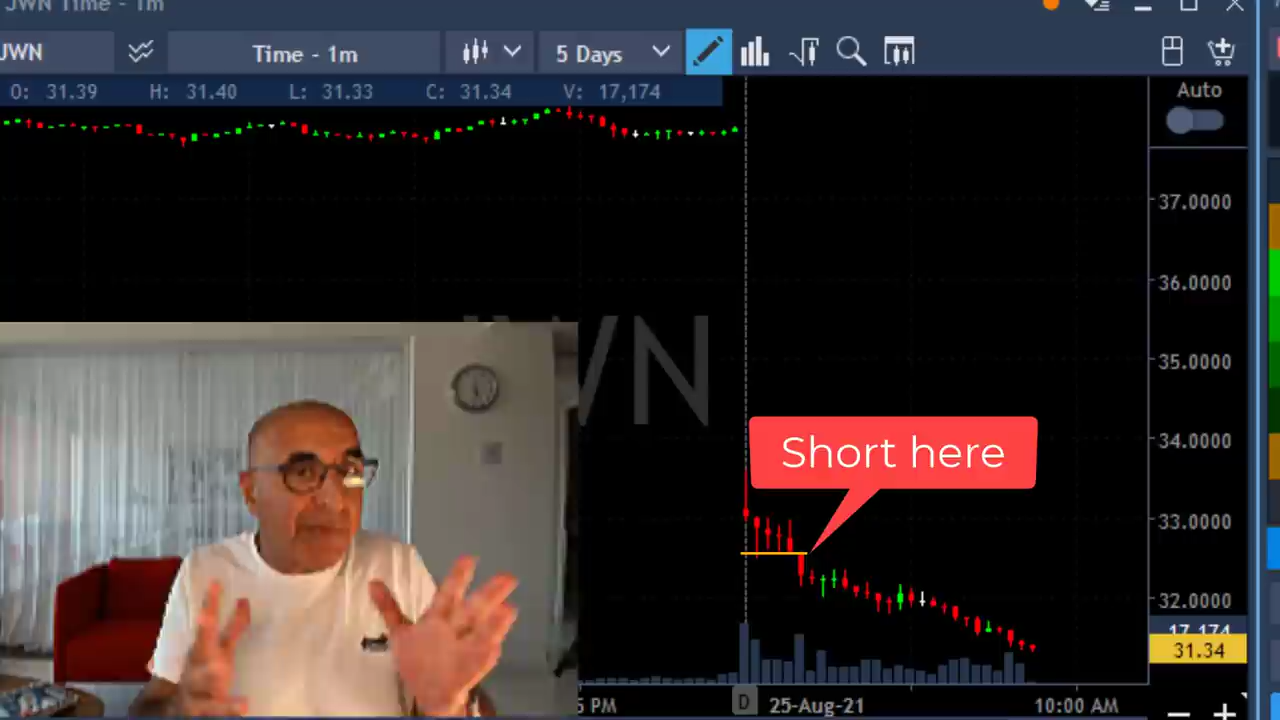 JWN Time - 1m
JWN
Time - 1m
5 Days
O: 31.39 H: 31.40 L: 31.33 C: 31.34 V: 17,174
Auto
37.0000
36.0000
35.0000
JWN
34.0000
Short here
33.0000
32.0000
17,174
31.34
5 PM
D
25-Aug-21
10:00 AM